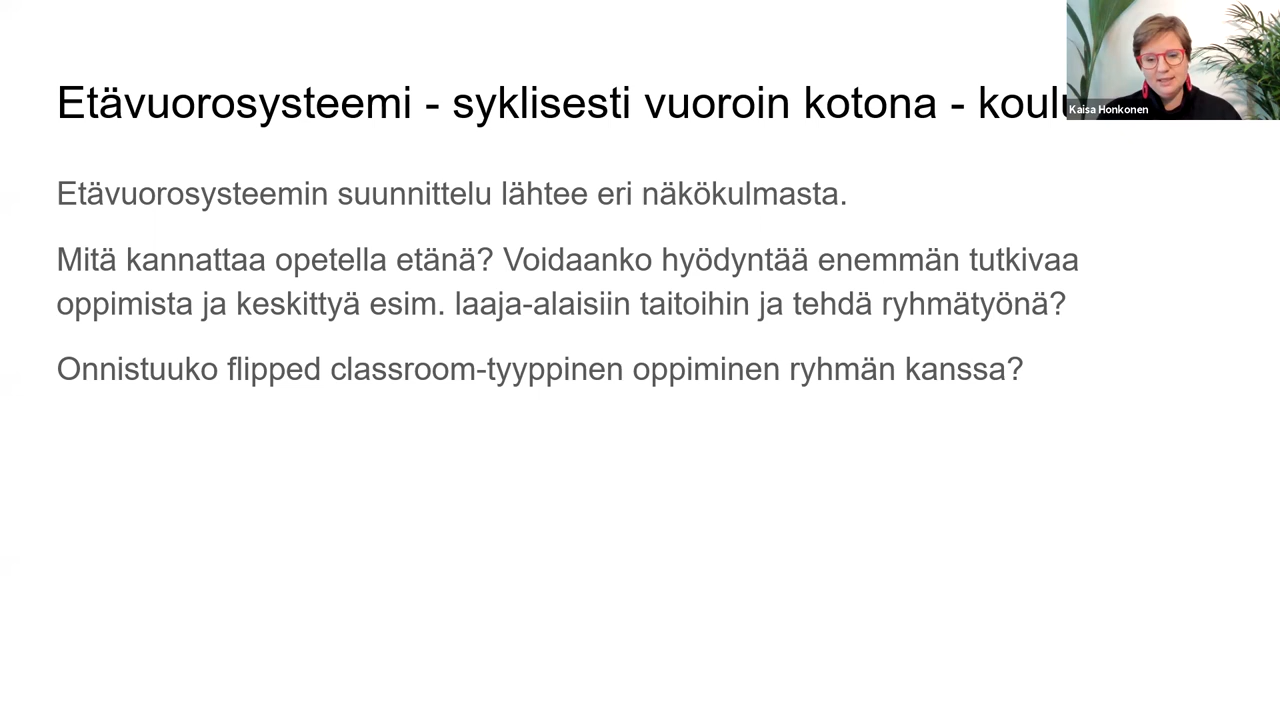 Etävuorosysteemi - syklisesti vuoroin kotona -
Kaisa Honkonen
Etävuorosysteemin suunnittelu lähtee eri näkökulmasta.
Mitä kannattaa opetella etänä? Voidaanko hyödyntää enemmän tutkivaa
oppimista ja keskittyä esim. laaja-alaisiin taitoihin ja tehdä ryhmätyönä?
Onnistuuko flipped classroom-tyyppinen oppiminen ryhmän kanssa?